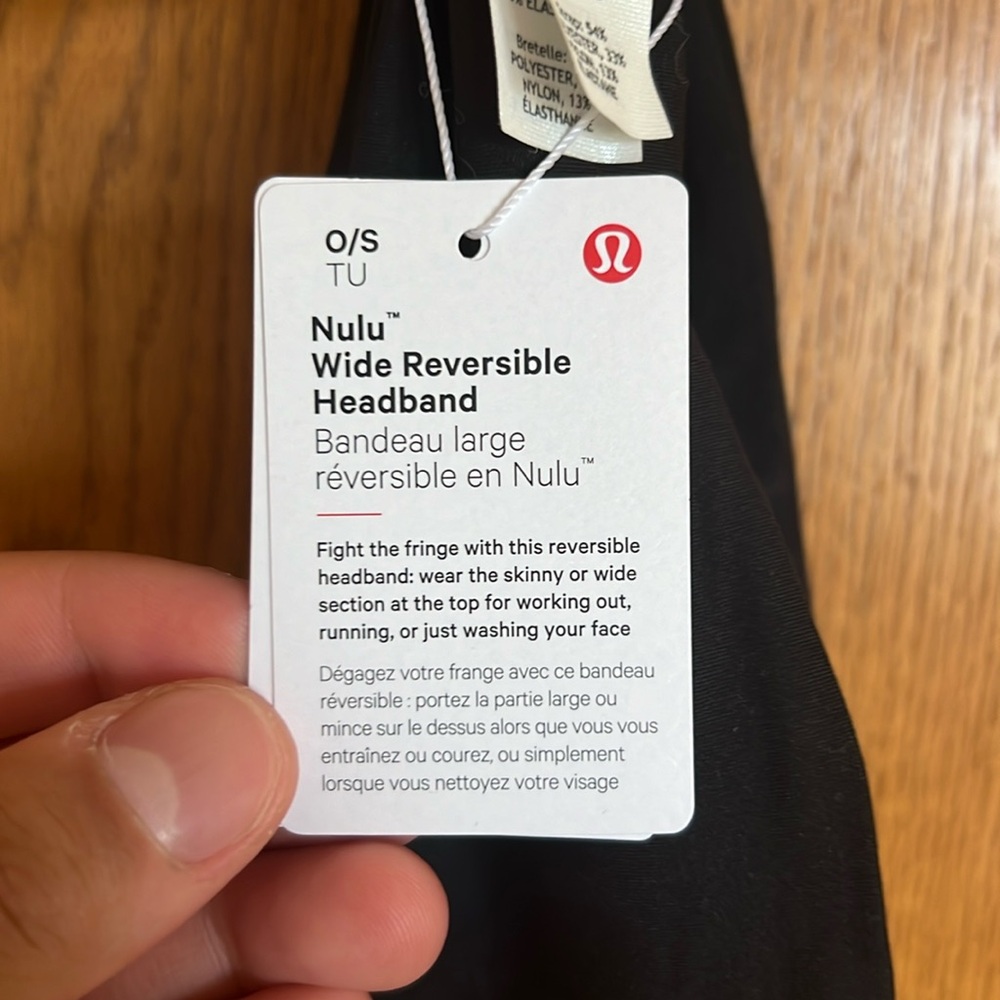 54%
33%
13%
Bretelle:
POLYESTER,
NYLON, 13%
O/S
TU
Nulu™
Wide Reversible
Headband
Bandeau large
réversible en Nulu™
Fight the fringe with this reversible
headband: wear the skinny or wide
section at the top for working out,
running, or just washing your face
Dégagez votre frange avec ce bandeau
réversible : portez la partie large ou
mince sur le dessus alors que vous vous
entraînez ou courez, ou simplement
lorsque vous nettoyez votre visage